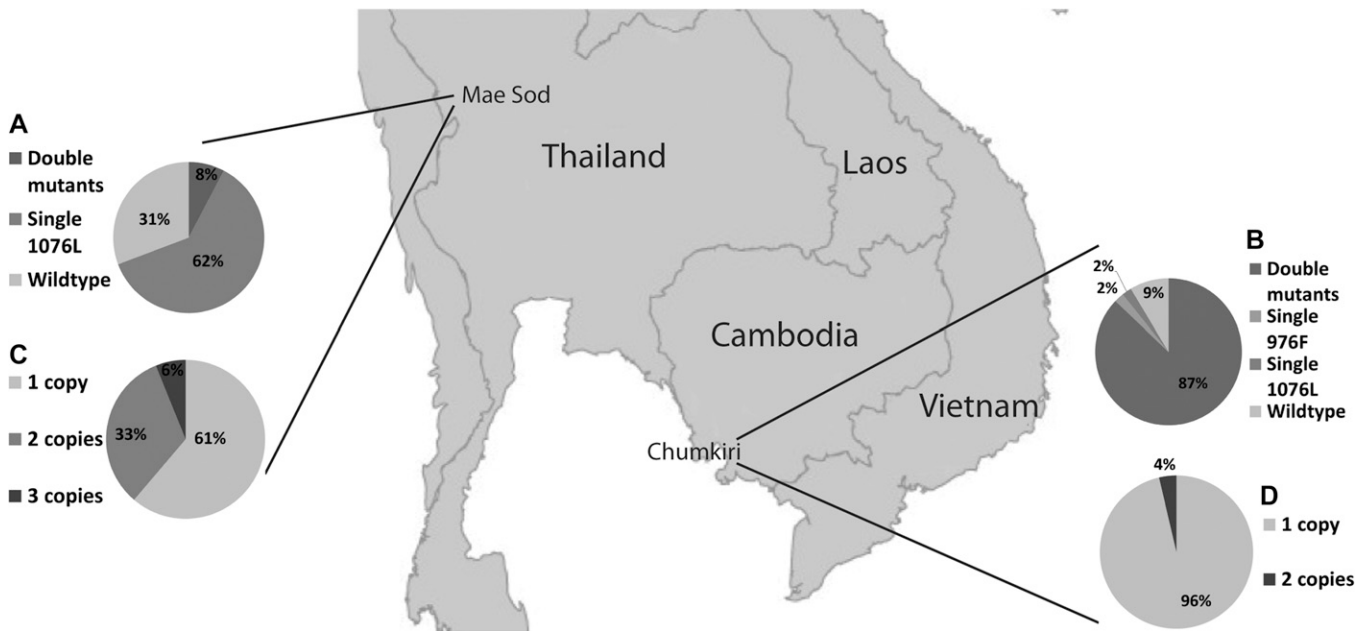 Mae Sod
A
Double
mutants
Single
1076L
Wildtype
8%
31%
62%
Thailand
Laos
B
Double
mutants
Single
976F
Single
1076L
Wildtype
2%
2%
9%
87%
C
1 copy
2 copies
3 copies
6%
33%
61%
Cambodia
Vietnam
Chumkiri
D
1 copy
2 copies
4%
96%